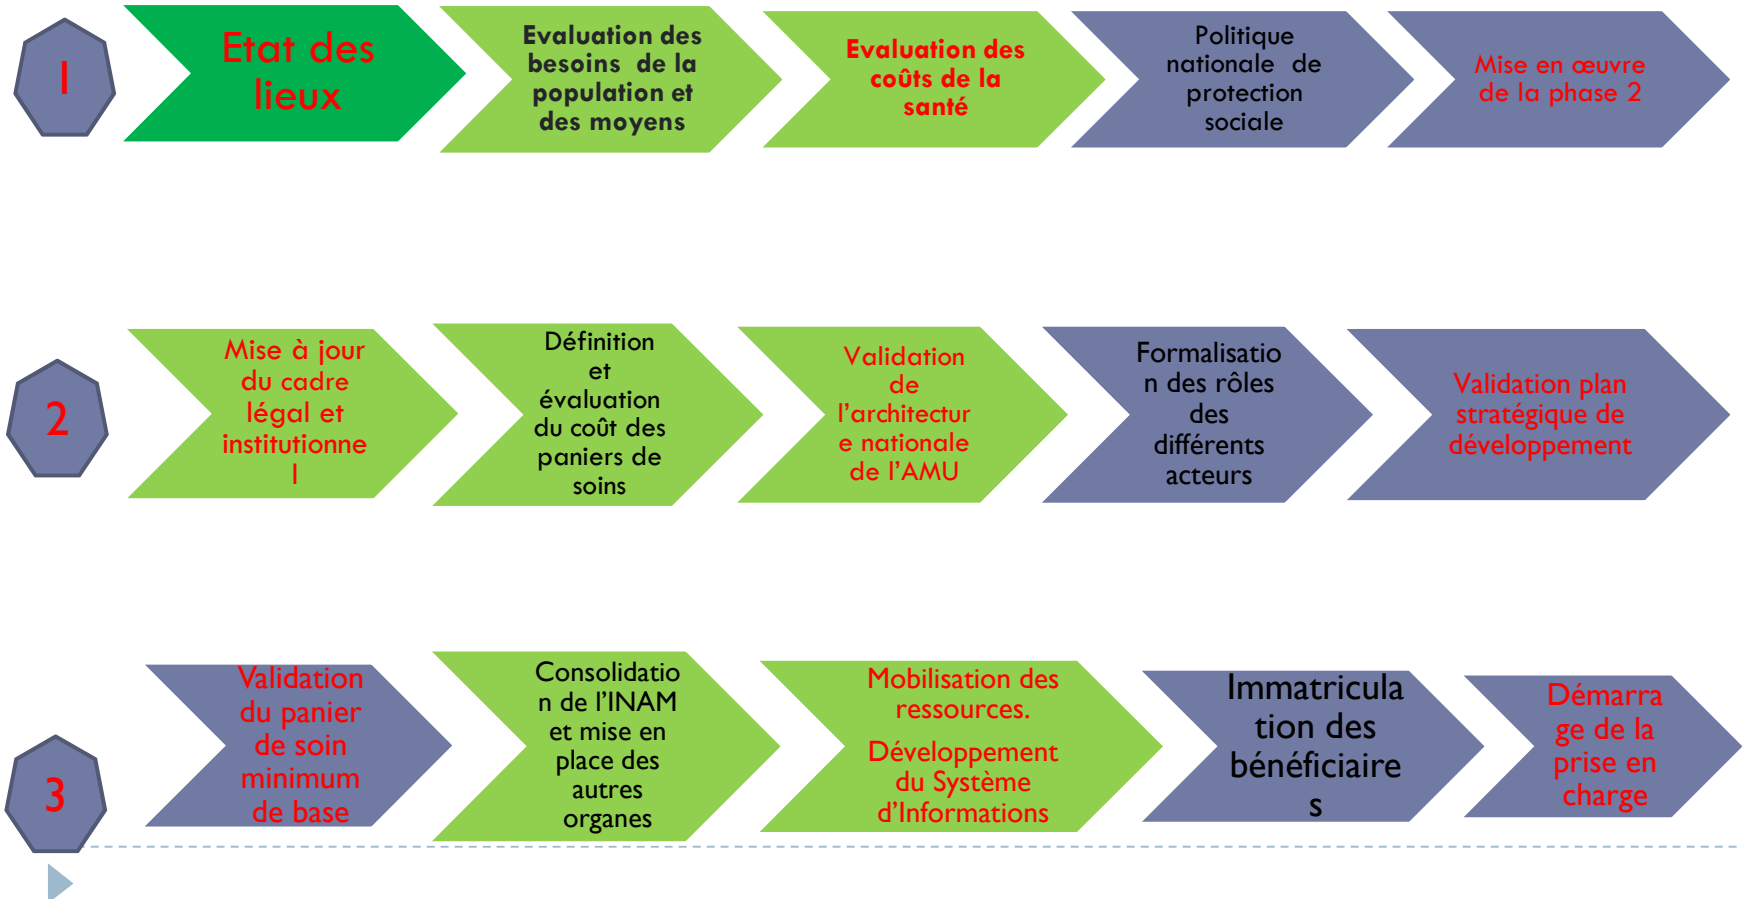 1
Etat des
lieux
Evaluation des
besoins de la
population et
des moyens
Evaluation des
coûts de la
santé
Politique
nationale de
protection
sociale
Mise en œuvre
de la phase 2
2
Mise à jour
du cadre
légal et
institutionne
l
Définition
et
évaluation
du coût des
paniers de
soins
Validation
de
l’architectur
e nationale
de l’AMU
Formalisatio
n des rôles
des
différents
acteurs
Validation plan
stratégique de
développement
3
Validation
du panier
de soin
minimum
de base
Consolidatio
n de l’INAM
et mise en
place des
autres
organes
Mobilisation des
ressources.
Développement
du Système
d’Informations
Immatricula
tion des
bénéficiaire
s
Démarra
ge de la
prise en
charge